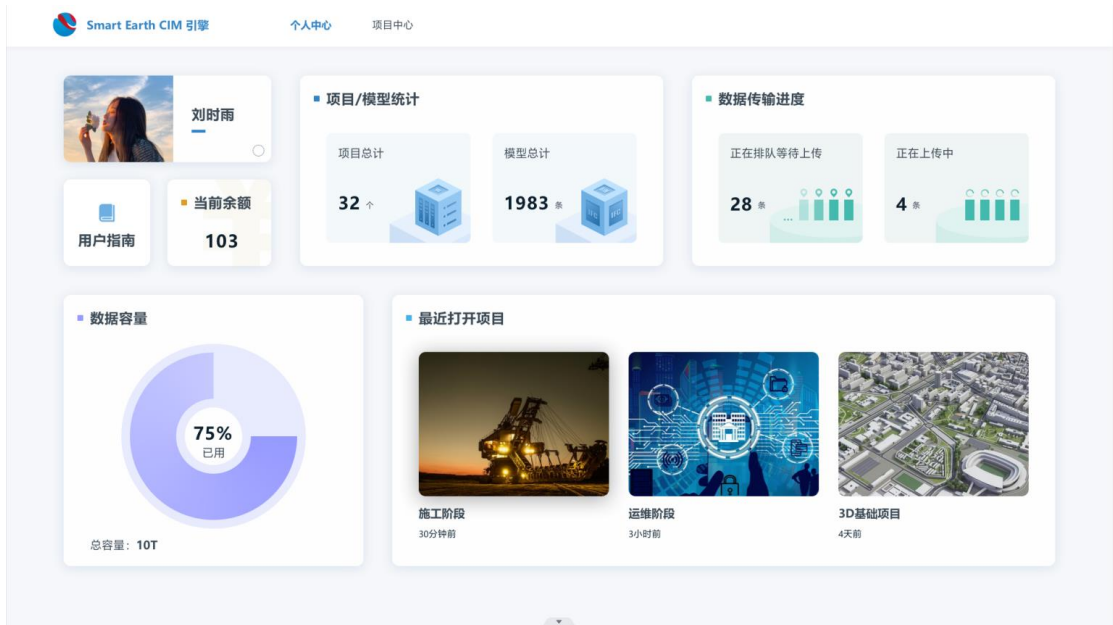 Smart Earth CIM 引擎
个人中心
项目中心
刘时雨
用户指南
当前余额
103
项目/模型统计
项目总计
32 个
模型总计
1983 条
数据传输进度
正在排队等待上传
28 条
...
正在上传中
4 条
数据容量
75%
已用
总容量：10T
最近打开项目
施工阶段
30分钟前
运维阶段
3小时前
3D基础项目
4天前